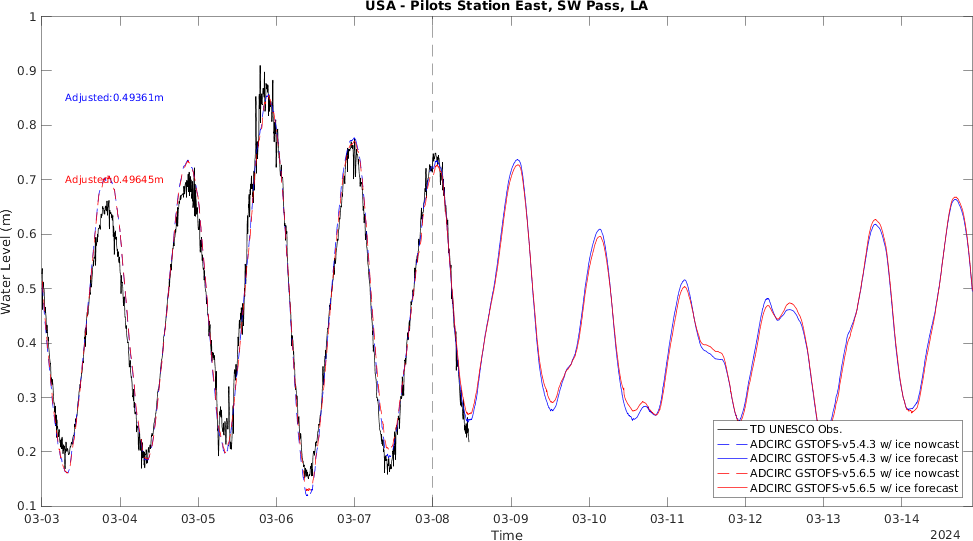 USA - Pilots Station East, SW Pass, LA
1
0.9
0.8
0.7
0.6
0.5
0.4
0.3
0.2
0.1
Water Level (m)
Adjusted:0.49361m
Adjusted:0.49645m
TD UNESCO Obs.
ADCIRC GSTOFS-v5.4.3 w/ ice nowcast
ADCIRC GSTOFS-v5.4.3 w/ ice forecast
ADCIRC GSTOFS-v5.6.5 w/ ice nowcast
ADCIRC GSTOFS-v5.6.5 w/ ice forecast
03-03 03-04 03-05 03-06 03-07 03-08 03-09 03-10 03-11 03-12 03-13 03-14
Time
2024